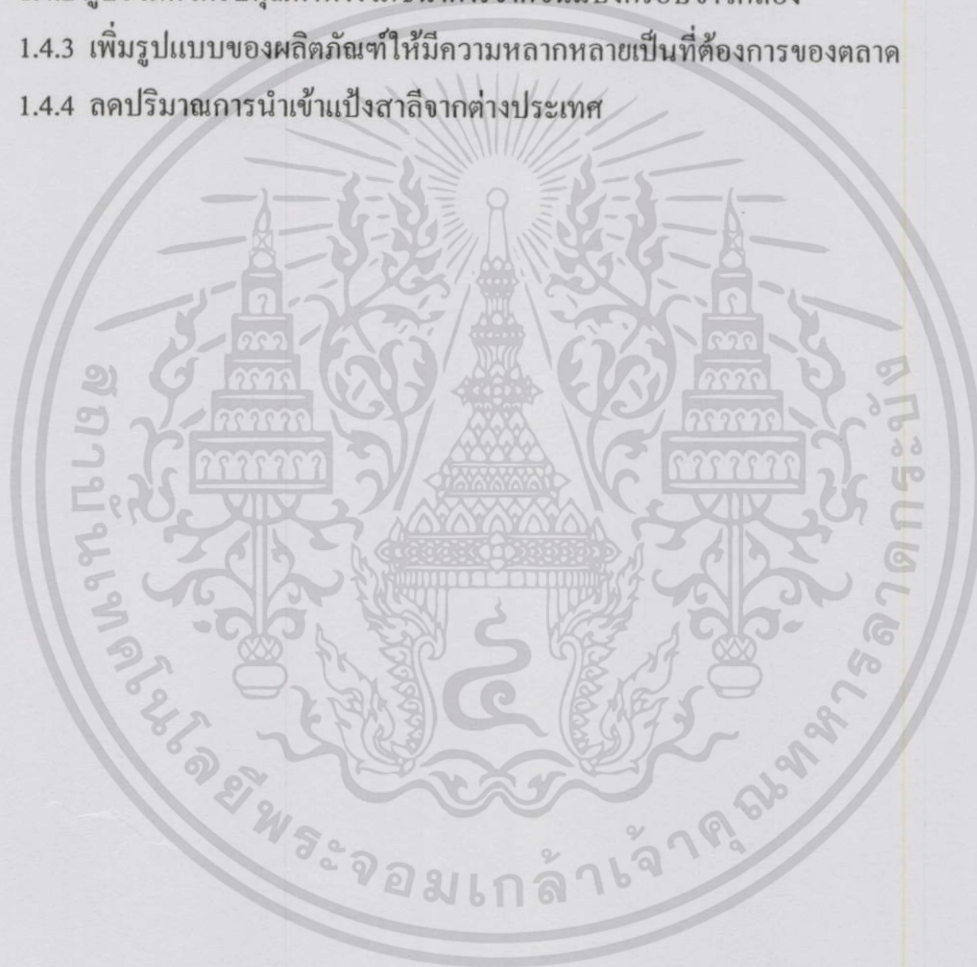 1.4.3 เพิ่มรูปแบบของผลิตภัณฑ์ให้มีความหลากหลายเป็นที่ต้องการของตลาด
1.4.4 ลดปริมาณการนำเข้าแป้งสาลีจากต่างประเทศ
สถาบันเทคโนโลยีพระจอมเกล้าเจ้าคุณทหารลาดกระบัง